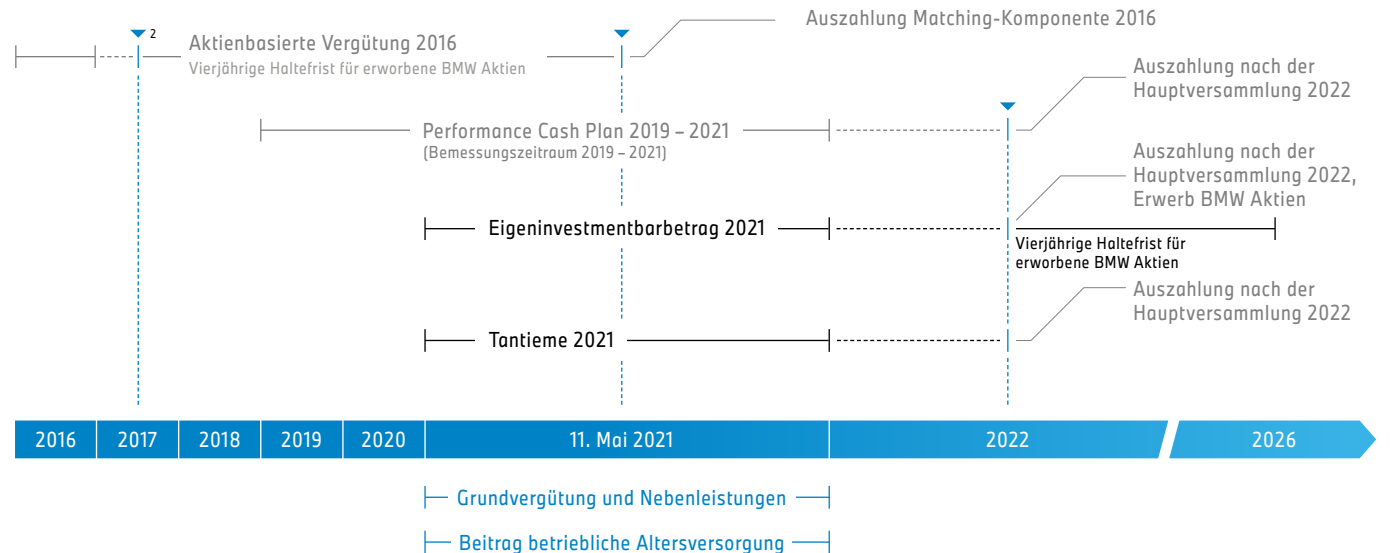 2
Aktienbasierte Vergütung 2016
Vierjährige Haltefrist für erworbene BMW Aktien
Auszahlung Matching-Komponente 2016
Auszahlung nach der
Hauptversammlung 2022
Performance Cash Plan 2019 – 2021
(Bemessungszeitraum 2019 – 2021)
Auszahlung nach der
Hauptversammlung 2022,
Erwerb BMW Aktien
Eigeninvestmentbarbetrag 2021
Vierjährige Haltefrist für
erworbene BMW Aktien
Auszahlung nach der
Hauptversammlung 2022
Tantieme 2021
2016 2017 2018 2019 2020 11. Mai 2021 2022 2026
Grundvergütung und Nebenleistungen
Beitrag betriebliche Altersversorgung